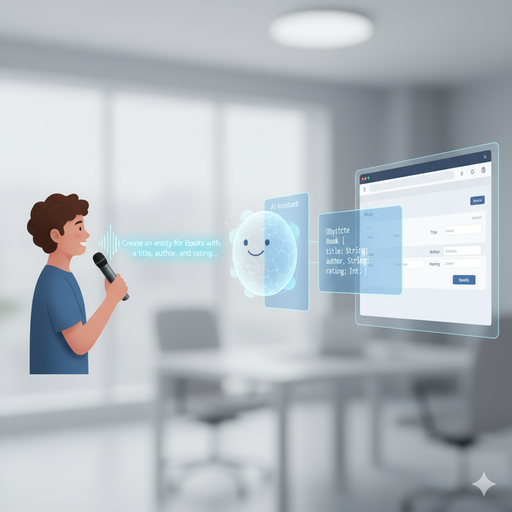 Create an entity for Books with
a title, author, and rating...
AI Assistant
Book {
title: String;
author, String;
rating; Int. }
Title
Author
Rating